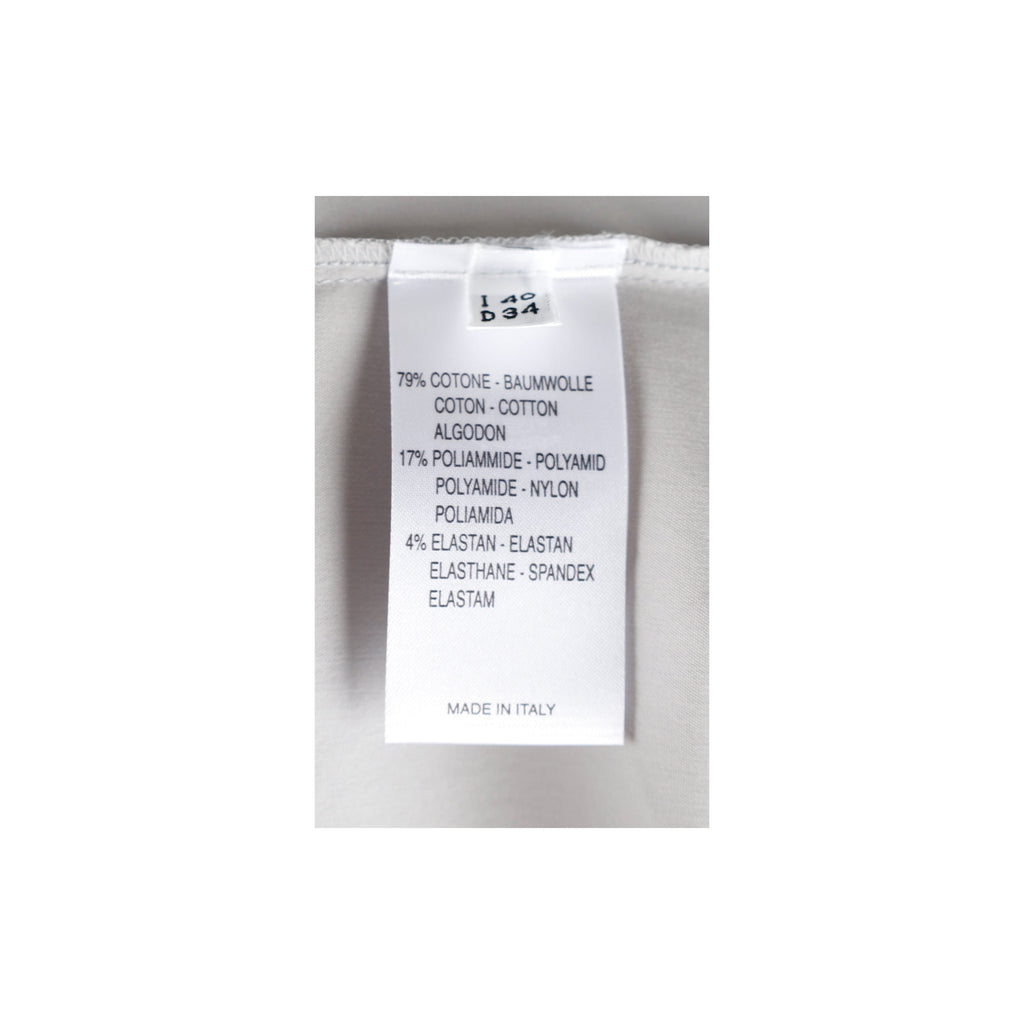 I 40
D 34
79% COTONE - BAUMWOLLE
COTON - COTTON
ALGODON
17% POLIAMMIDE - POLYAMID
POLYAMIDE - NYLON
POLIAMIDA
4% ELASTAN - ELASTAN
ELASTHANE - SPANDEX
ELASTAM
MADE IN ITALY